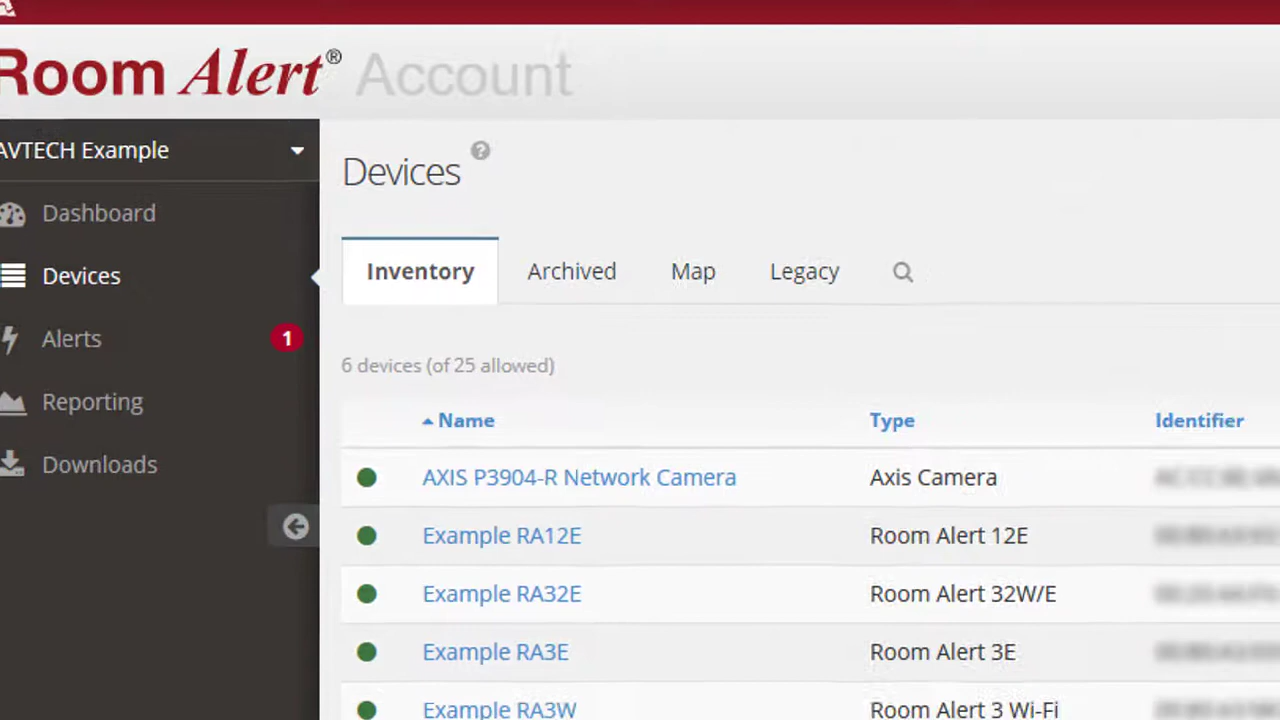 Room Alert® Account
AVTECH Example
Dashboard
Devices
Alerts 1
Reporting
Downloads
Devices ?
Inventory Archived Map Legacy
6 devices (of 25 allowed)
Name Type Identifier
AXIS P3904-R Network Camera Axis Camera
Example RA12E Room Alert 12E
Example RA32E Room Alert 32W/E
Example RA3E Room Alert 3E
Example RA3W Room Alert 3 Wi-Fi